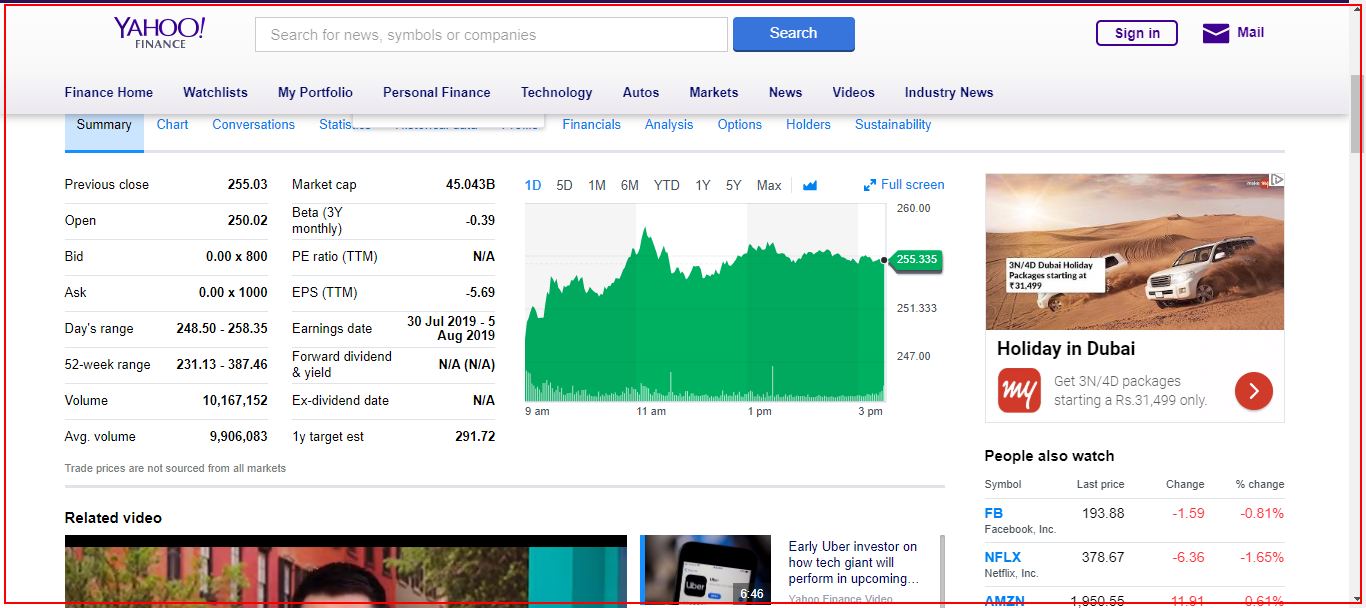 YAHOO!
FINANCE
Search for news, symbols or companies
Search
Sign in
Mail
Finance Home Watchlists My Portfolio Personal Finance Technology Autos Markets News Videos Industry News
Summary Chart Conversations Financials Analysis Options Holders Sustainability
Previous close 255.03
Open 250.02
Bid 0.00 x 800
Ask 0.00 x 1000
Day's range 248.50 - 258.35
52-week range 231.13 - 387.46
Volume 10,167,152
Avg. volume 9,906,083
Market cap 45.043B
Beta (3Y
monthly) -0.39
PE ratio (TTM) N/A
EPS (TTM) -5.69
Earnings date 30 Jul 2019 - 5
Aug 2019
Forward dividend
& yield N/A (N/A)
Ex-dividend date N/A
1y target est 291.72
Trade prices are not sourced from all markets
1D 5D 1M 6M YTD 1Y 5Y Max Full screen
260.00
255.335
251.333
247.00
9 am 11 am 1 pm 3 pm
3N/4D Dubai Holiday
Packages starting at
₹31,499
Holiday in Dubai
my
Get 3N/4D packages
starting a Rs.31,499 only.
People also watch
Symbol Last price Change % change
FB 193.88 -1.59 -0.81%
Facebook, Inc.
NFLX 378.67 -6.36 -1.65%
Netflix, Inc.
AMZN 1,950.55 -11.91 -0.61%
Related video
Uber
6:46
Early Uber investor on
how tech giant will
perform in upcoming...
Yahoo Finance Video